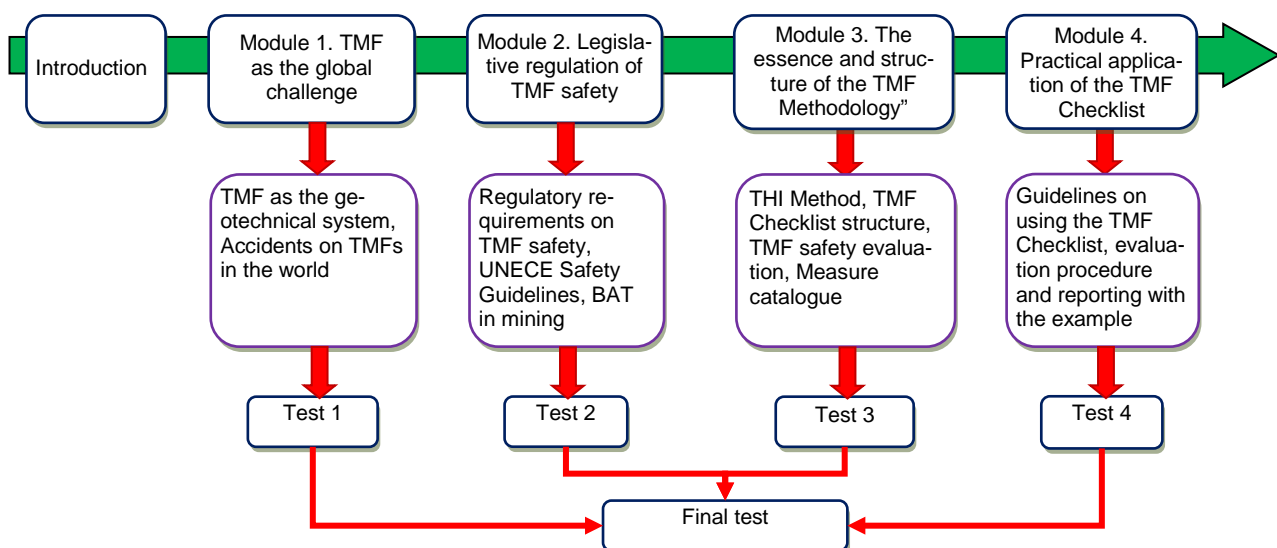 Introduction
Module 1. TMF
as the global
challenge
Module 2. Legisla-
tive regulation of
TMF safety
Module 3. The
essence and struc-
ture of the TMF
Methodology”
Module 4.
Practical applica-
tion of the TMF
Checklist
TMF as the ge-
otechnical system,
Accidents on TMFs
in the world
Regulatory re-
quirements on
TMF safety,
UNECE Safety
Guidelines, BAT
in mining
THI Method, TMF
Checklist structure,
TMF safety evalua-
tion, Measure
catalogue
Guidelines on
using the TMF
Checklist, evalua-
tion procedure
and reporting with
the example
Test 1
Test 2
Test 3
Test 4
Final test